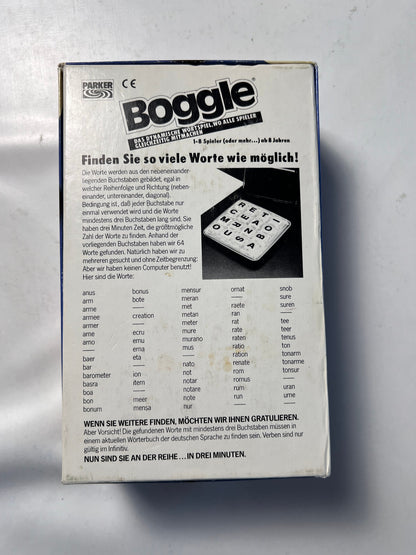 PARKER
CE
Boggle®
DAS DYNAMISCHE WORTSPIEL, WO ALLE SPIELER
GLEICHZEITIG MITMACHEN
1-8 Spieler (oder mehr...) ab 8 Jahren
Finden Sie so viele Worte wie möglich!
Die Worte werden aus den nebeneinander-
liegenden Buchstaben gebildet, egal in
welcher Reihenfolge und Richtung (neben-
einander, untereinander, diagonal).
Bedingung ist, daß jeder Buchstabe nur
einmal verwendet wird und die Worte
mindestens drei Buchstaben lang sind. Sie
haben drei Minuten Zeit, die größtmögliche
Zahl der Worte zu finden. Anhand der
vorliegenden Buchstaben haben wir 64
Worte gefunden. Natürlich haben wir zu
mehreren gesucht und ohne Zeitbegrenzung:
Aber wir haben keinen Computer benutzt!
Hier sind die Worte:
anus
arm
arme
armee
armer
ame
arno
baer
bar
barometer
basra
boa
bon
bonum
bonus
bote
creation
ecru
emu
ema
eta
ion
item
meer
mensa
mensur
meran
met
metan
meter
mure
murano
mus
nato
not
notar
notare
note
nur
ornat
raete
ran
rat
rate
raten
ratio
ration
renate
rom
romus
rum
run
snob
sure
suren
tee
teer
tenus
ton
tonarm
tonarme
tonsur
uran
urne
WENN SIE WEITERE FINDEN, MÖCHTEN WIR IHNEN GRATULIEREN.
Aber Vorsicht! Die gefundenen Worte mit mindestens drei Buchstaben müssen in
einem aktuellen Wörterbuch der deutschen Sprache zu finden sein. Verben sind nur
gültig im Infinitiv.
NUN SIND SIE AN DER REIHE ... IN DREI MINUTEN.